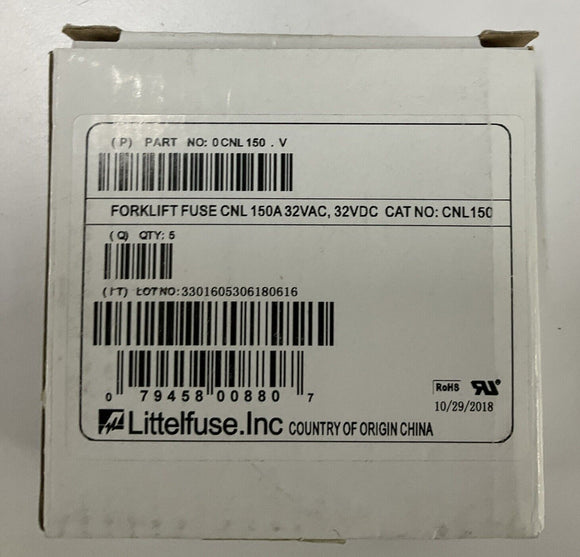 (P) PART NO: 0CNL150.V
FORKLIFT FUSE CNL 150A 32VAC, 32VDC CAT NO: CNL150
(Q) QTY: 5
(1T) LOT NO: 3301605306180616
0 79458 00880 7
RoHS
10/29/2018
Littelfuse.Inc COUNTRY OF ORIGIN CHINA